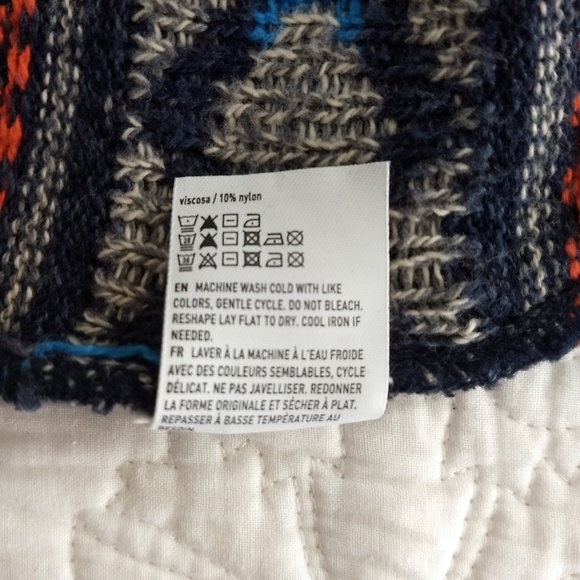 viscosa / 10% nylon
EN MACHINE WASH COLD WITH LIKE
COLORS, GENTLE CYCLE. DO NOT BLEACH.
RESHAPE LAY FLAT TO DRY. COOL IRON IF
NEEDED.
FR LAVER À LA MACHINE À L'EAU FROIDE
AVEC DES COULEURS SEMBLABLES, CYCLE
DÉLICAT. NE PAS JAVELLISER. REDONNER
LA FORME ORIGINALE ET SÉCHER À PLAT.
REPASSER À BASSE TEMPÉRATURE AU
BESOIN.